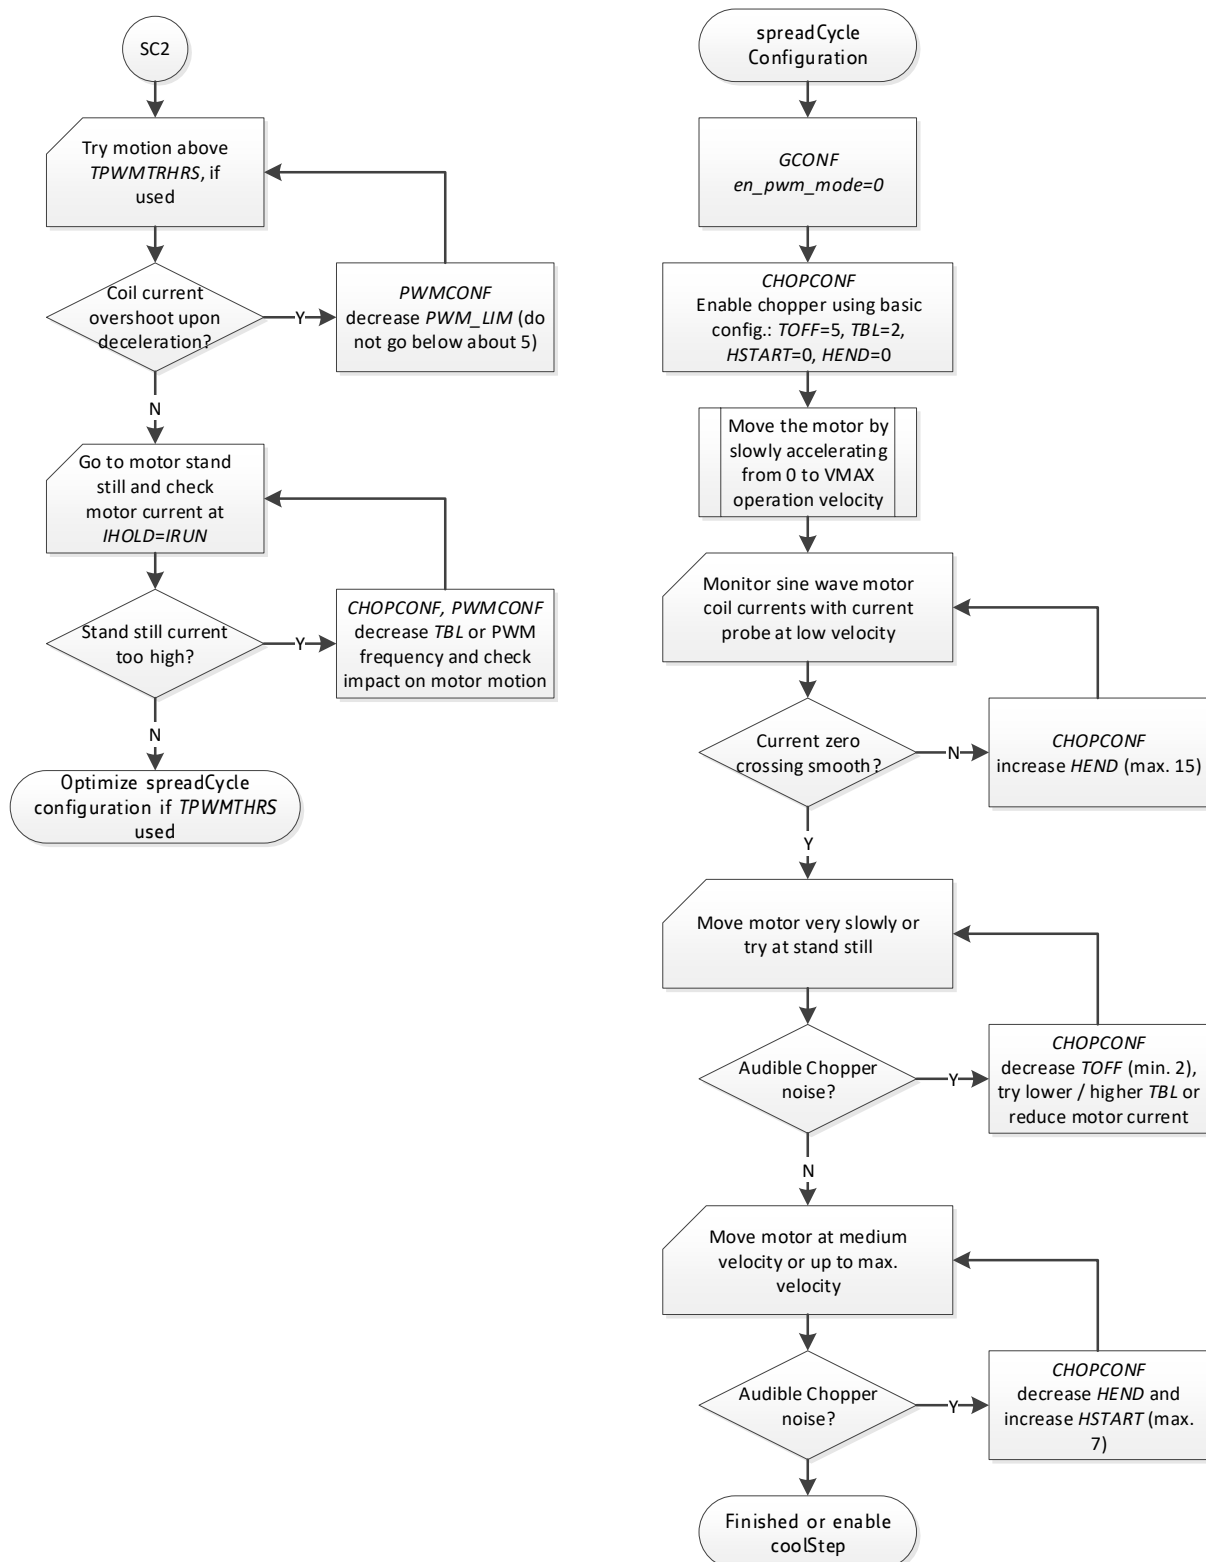 SC2
Try motion above
TPWMTRHRS, if
used
Coil current
overshoot upon
deceleration?
Y
PWMCONF
decrease PWM_LIM (do
not go below about 5)
N
Go to motor stand
still and check
motor current at
IHOLD=IRUN
Stand still current
too high?
Y
CHOPCONF, PWMCONF
decrease TBL or PWM
frequency and check
impact on motor motion
N
Optimize spreadCycle
configuration if TPWMTHRS
used
spreadCycle
Configuration
GCONF
en_pwm_mode=0
CHOPCONF
Enable chopper using basic
config.: TOFF=5, TBL=2,
HSTART=0, HEND=0
Move the motor by
slowly accelerating
from 0 to VMAX
operation velocity
Monitor sine wave motor
coil currents with current
probe at low velocity
Current zero
crossing smooth?
N
CHOPCONF
increase HEND (max. 15)
Y
Move motor very slowly or
try at stand still
Audible Chopper
noise?
Y
CHOPCONF
decrease TOFF (min. 2),
try lower / higher TBL or
reduce motor current
N
Move motor at medium
velocity or up to max.
velocity
Audible Chopper
noise?
Y
CHOPCONF
decrease HEND and
increase HSTART (max.
7)
Finished or enable
coolStep